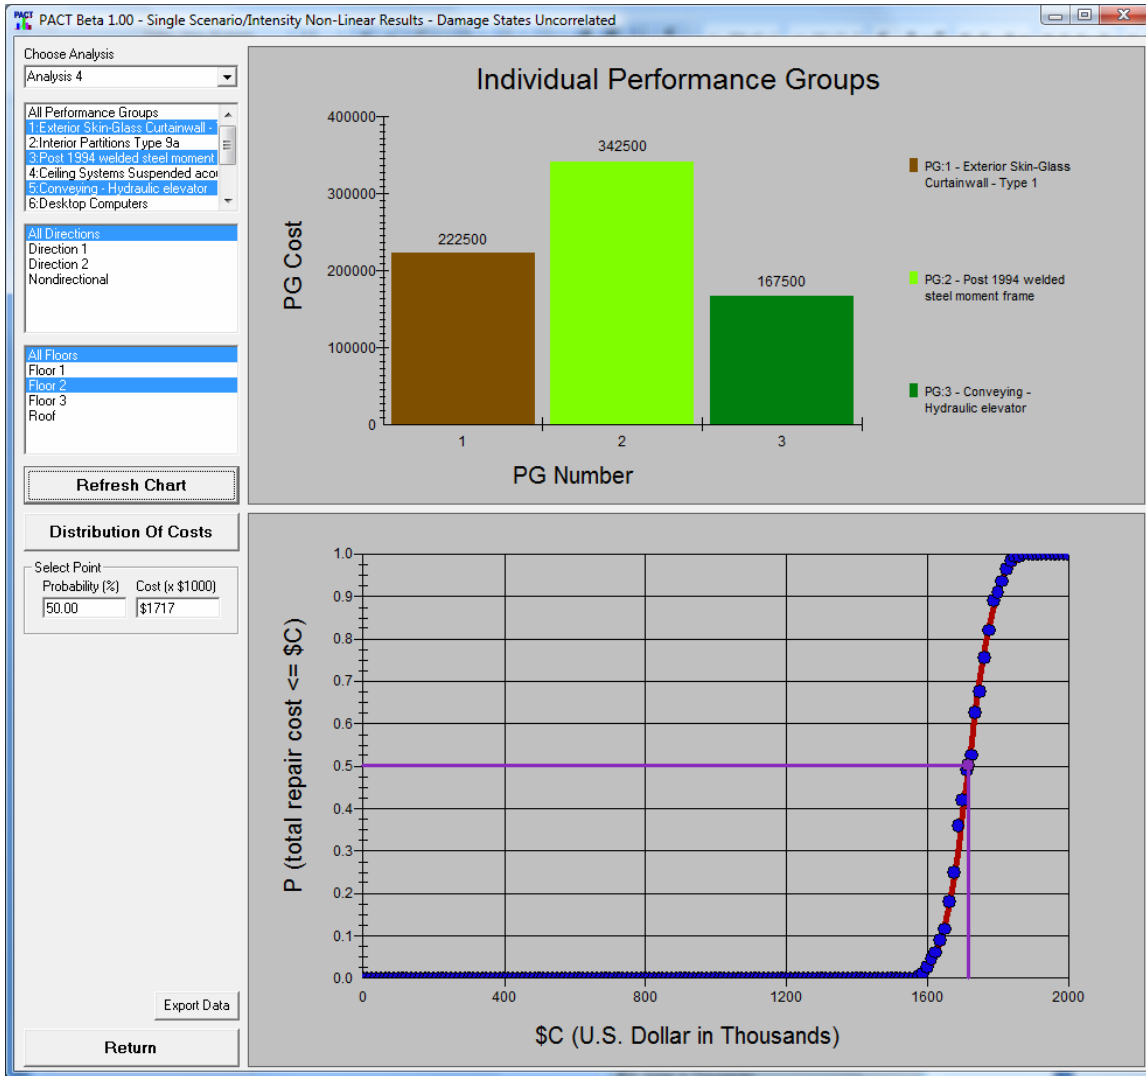 PACT Beta 1.00 - Single Scenario/Intensity Non-Linear Results - Damage States Uncorrelated
Choose Analysis
Analysis 4
All Performance Groups
1:Exterior Skin-Glass Curtainwall -
2:Interior Partitions Type 9a
3:Post 1994 welded steel moment
4:Ceiling Systems Suspended acou
5:Conveying - Hydraulic elevator
6:Desktop Computers
All Directions
Direction 1
Direction 2
Nondirectional
All Floors
Floor 1
Floor 2
Floor 3
Roof
Refresh Chart
Distribution Of Costs
Select Point
Probability (%) Cost (x $1000)
50.00 $1717
Export Data
Return
Individual Performance Groups
PG Cost
400000
300000
200000
100000
0
222500
342500
167500
1 2 3
PG Number
PG:1 - Exterior Skin-Glass
Curtainwall - Type 1
PG:2 - Post 1994 welded
steel moment frame
PG:3 - Conveying -
Hydraulic elevator
P (total repair cost <= $C)
1.0
0.9
0.8
0.7
0.6
0.5
0.4
0.3
0.2
0.1
0.0
0 400 800 1200 1600 2000
$C (U.S. Dollar in Thousands)